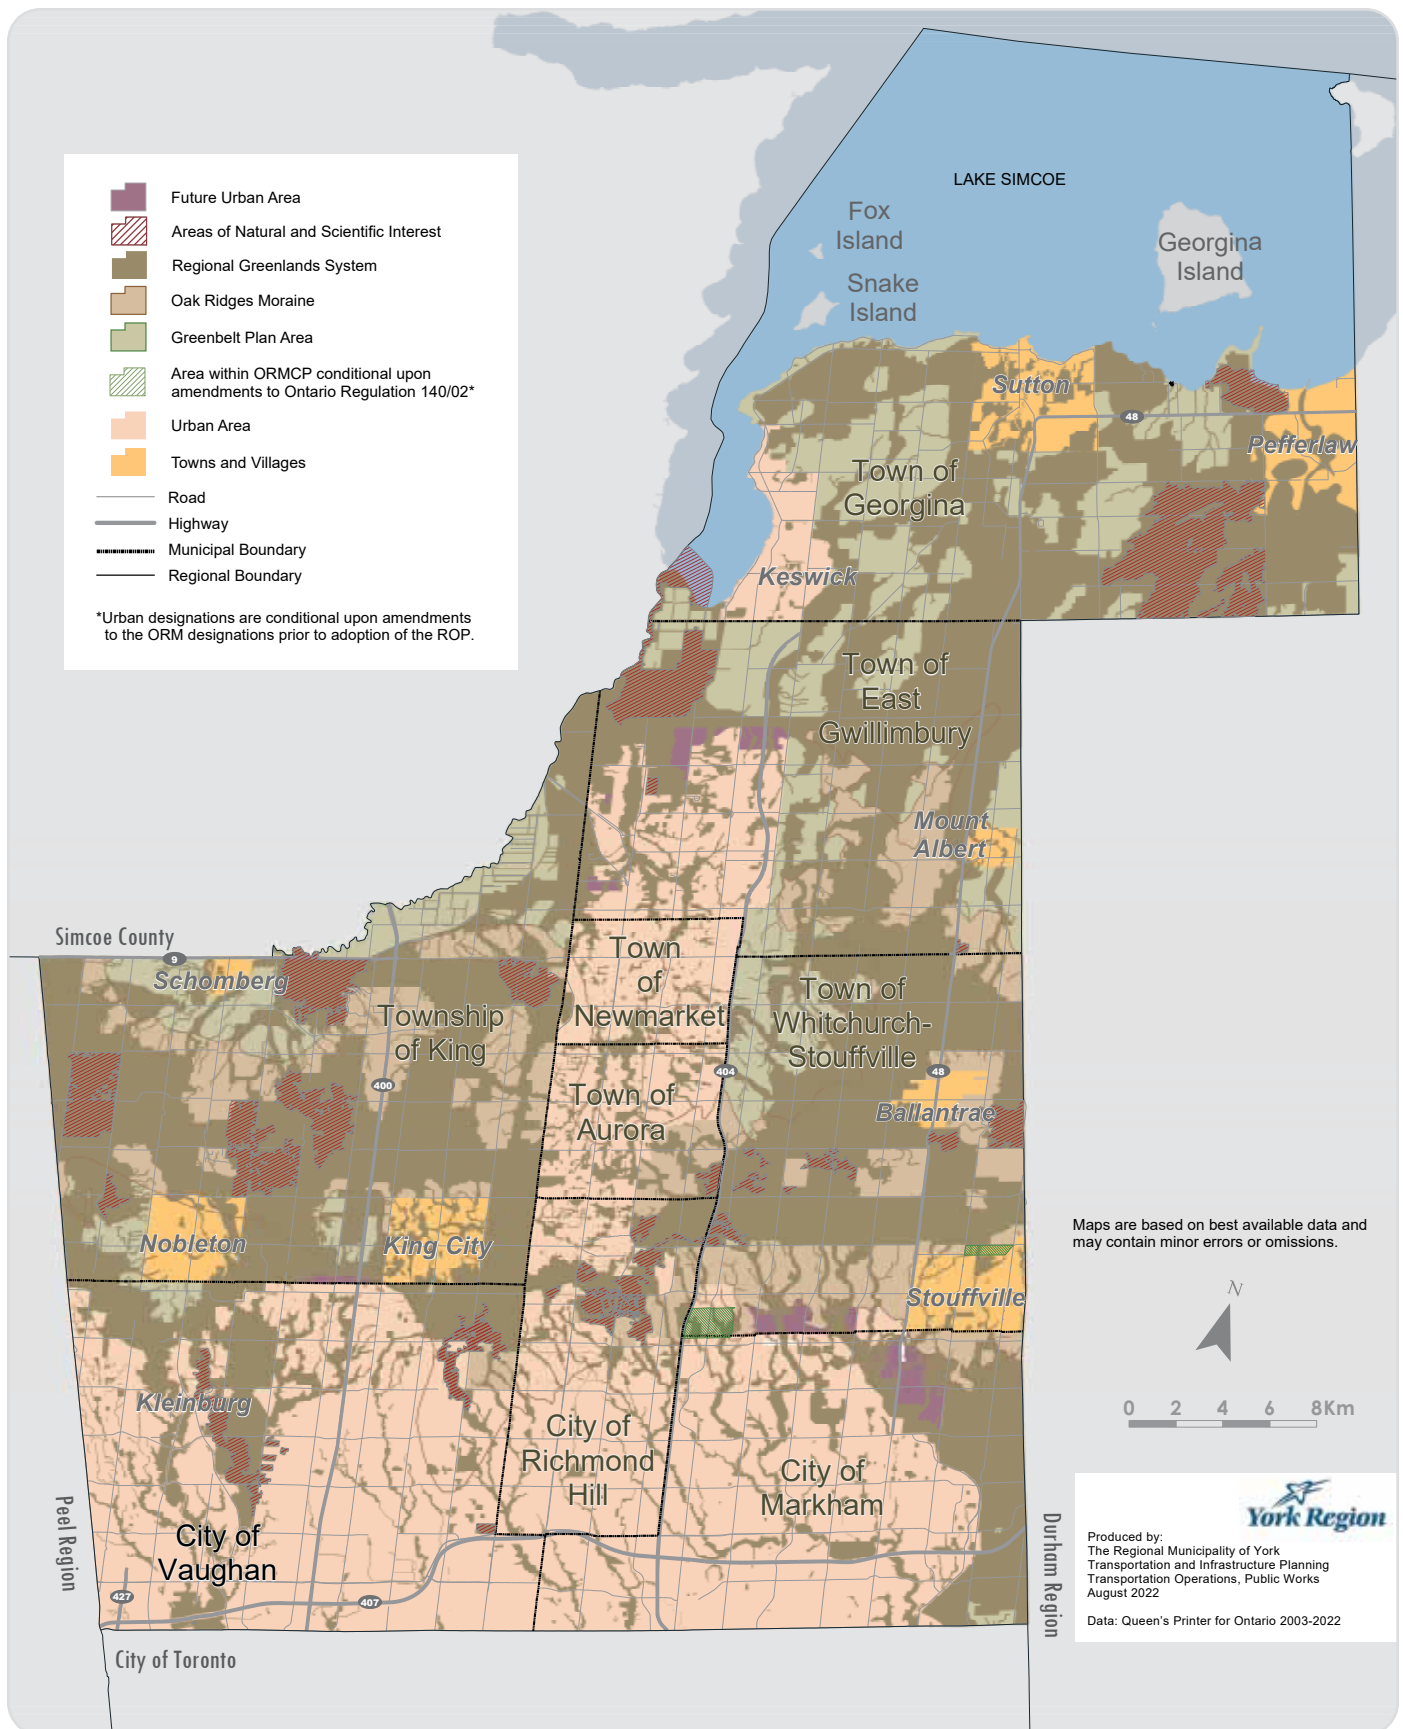 LAKE SIMCOE
Fox
Island
Georgina
Island
Snake
Island
Future Urban Area
Areas of Natural and Scientific Interest
Regional Greenlands System
Oak Ridges Moraine
Greenbelt Plan Area
Area within ORMCP conditional upon
amendments to Ontario Regulation 140/02*
Urban Area
Towns and Villages
Road
Highway
Municipal Boundary
Regional Boundary
*Urban designations are conditional upon amendments
to the ORM designations prior to adoption of the ROP.
Sutton
48
Pefferlaw
Town of
Georgina
Keswick
Town of
East
Gwillimbury
Mount
Albert
Simcoe County
9
Schomberg
Township
of King
400
Town
of
Newmarket
Town of
Whitchurch-
Stouffville
404
48
Town of
Aurora
Ballantrae
Nobleton
King City
Stouffville
Kleinburg
City of
Richmond
Hill
City of
Markham
City of
Vaughan
427
407
Peel Region
Durham Region
City of Toronto
Maps are based on best available data and
may contain minor errors or omissions.
N
0 2 4 6 8Km
York Region
Produced by:
The Regional Municipality of York
Transportation and Infrastructure Planning
Transportation Operations, Public Works
August 2022
Data: Queen's Printer for Ontario 2003-2022